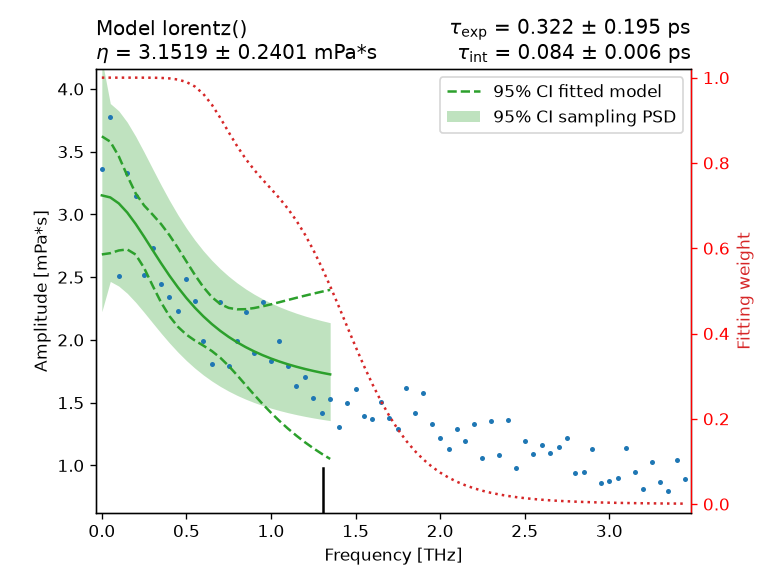 Model lorentz()
η = 3.1519 ± 0.2401 mPa*s
τexp = 0.322 ± 0.195 ps
τint = 0.084 ± 0.006 ps
95% CI fitted model
95% CI sampling PSD
Amplitude [mPa*s]
4.0
3.5
3.0
2.5
2.0
1.5
1.0
1.0
0.8
0.6
0.4
0.2
0.0
Fitting weight
0.0 0.5 1.0 1.5 2.0 2.5 3.0
Frequency [THz]